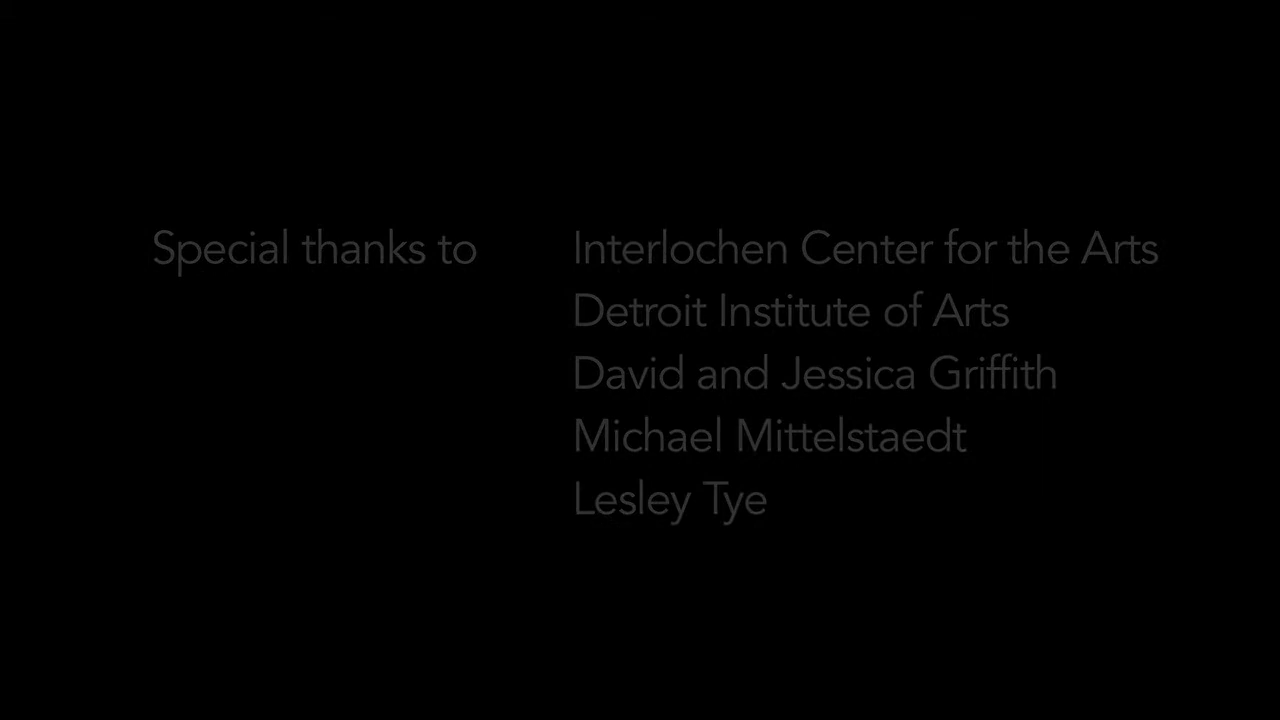 Special thanks to
Interlochen Center for the Arts
Detroit Institute of Arts
David and Jessica Griffith
Michael Mittelstaedt
Lesley Tye